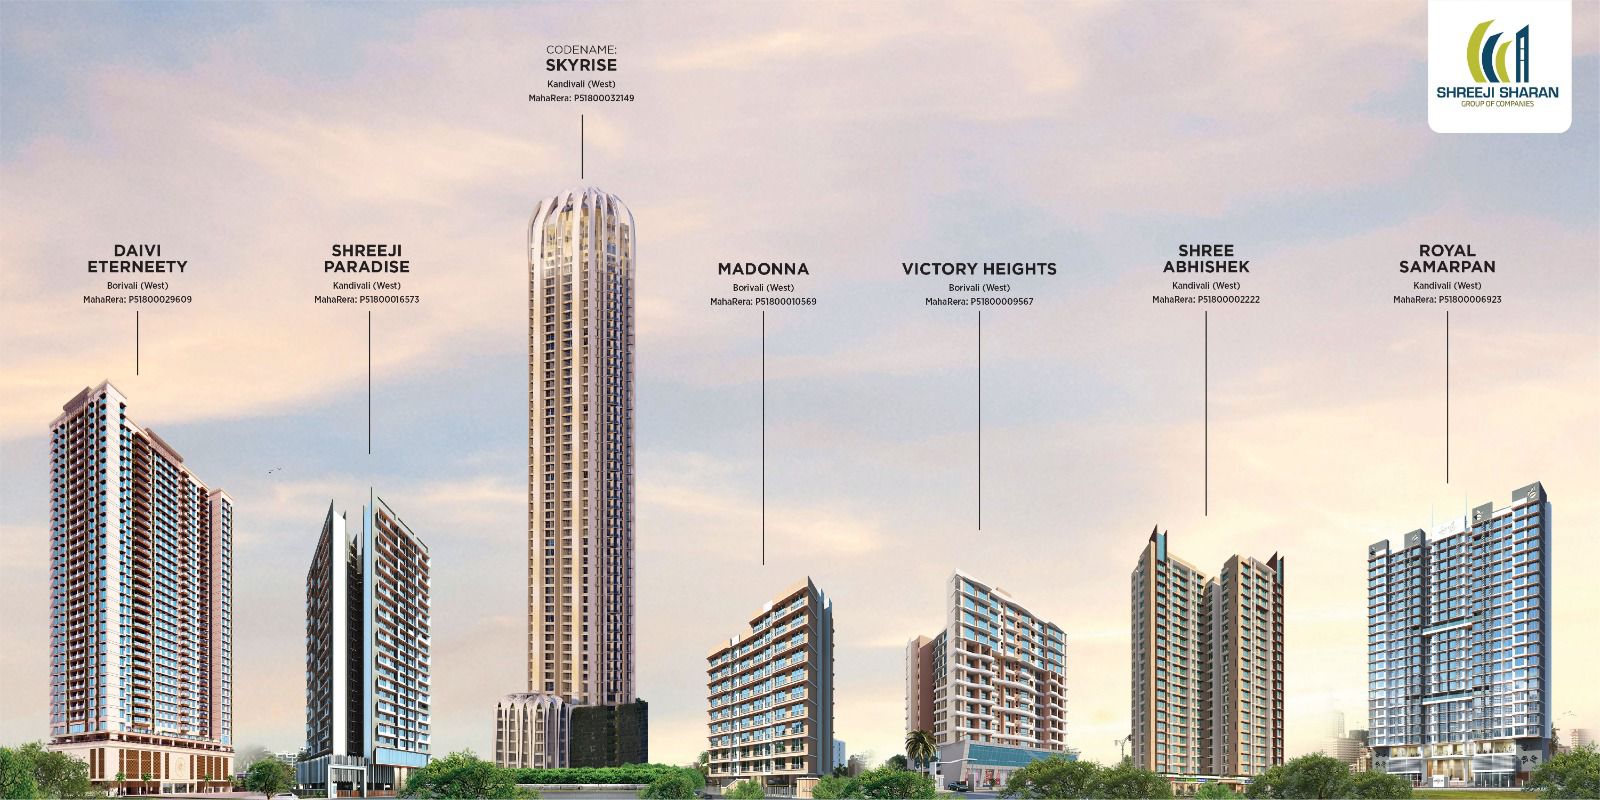 CODENAME:
SKYRISE
Kandivali (West)
MahaRera: P51800032149
SHREEJI SHARAN
GROUP OF COMPANIES
DAIVI
ETERNEETY
Borivali (West)
MahaRera: P51800029609
SHREEJI
PARADISE
Kandivali (West)
MahaRera: P51800016573
MADONNA
Borivali (West)
MahaRera: P51800010569
VICTORY HEIGHTS
Borivali (West)
MahaRera: P51800009567
SHREE
ABHISHEK
Kandivali (West)
MahaRera: P51800002222
ROYAL
SAMARPAN
Kandivali (West)
MahaRera: P51800006923